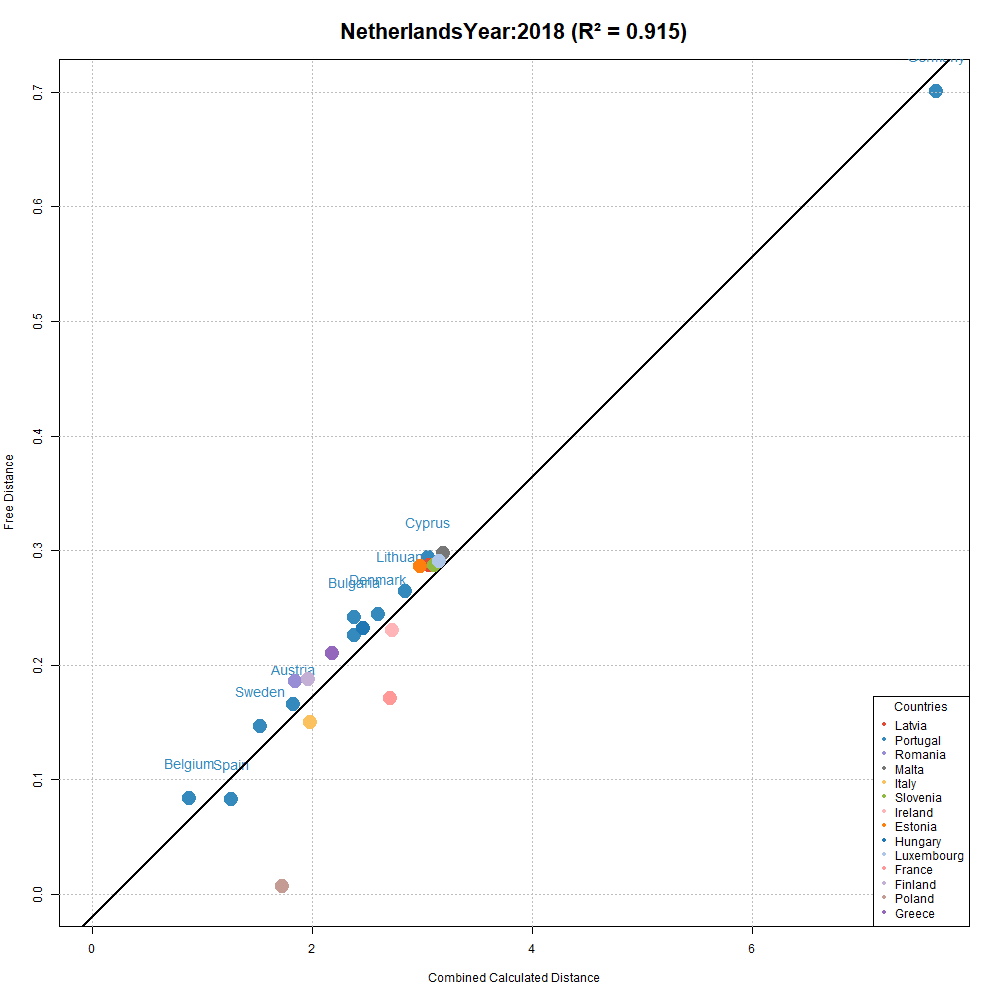 NetherlandsYear:2018 (R² = 0.915)
Germany
0.7
0.6
0.5
0.4
Free Distance
Cyprus
0.3
Lithuan
Denmark
Bulgaria
0.2
Austria
Sweden
Countries
Latvia
Portugal
Romania
Malta
Italy
Slovenia
Ireland
Estonia
Hungary
Luxembourg
France
Finland
Poland
Greece
Belgium
Spain
0.1
0.0
0
2
4
6
Combined Calculated Distance